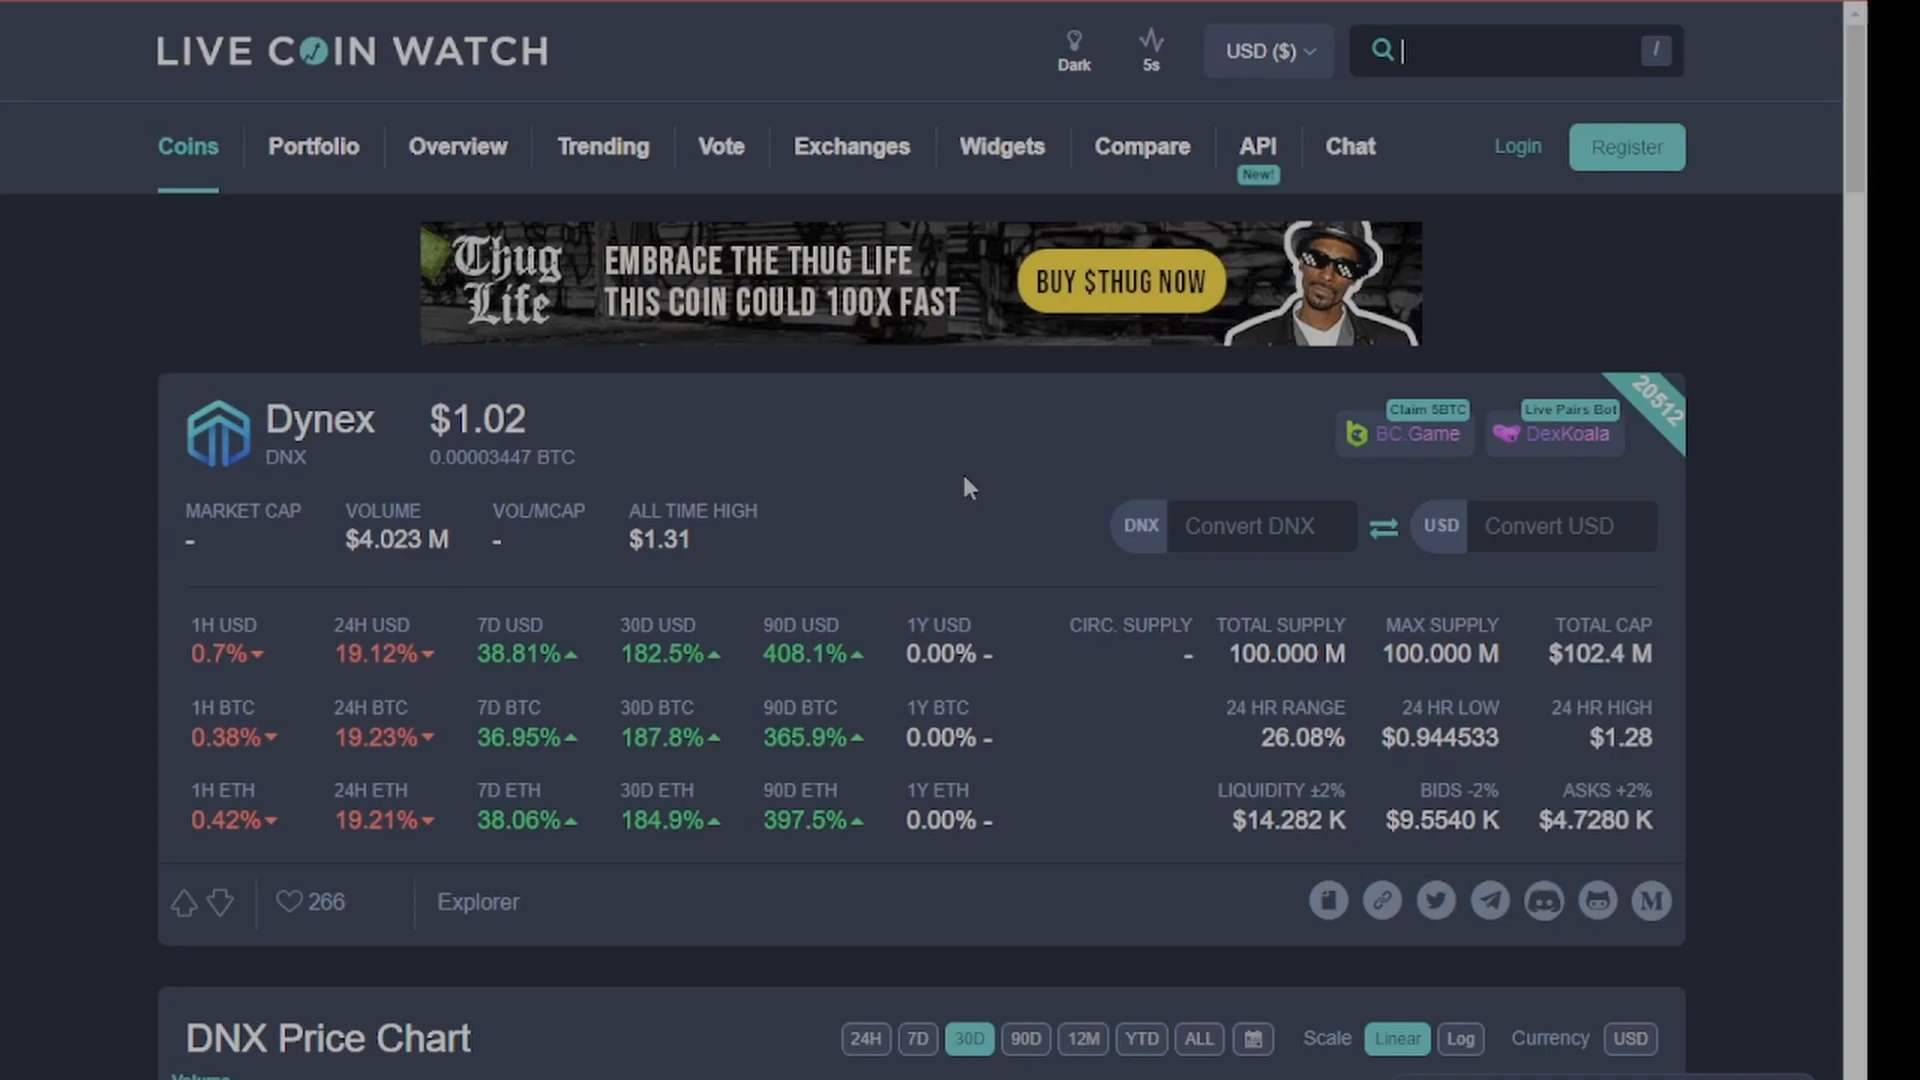 LIVE COIN WATCH
Dark
5s
USD ($)
/
Coins
Portfolio
Overview
Trending
Vote
Exchanges
Widgets
Compare
API
New!
Chat
Login
Register
Thug
Life
EMBRACE THE THUG LIFE
THIS COIN COULD 100X FAST
BUY $THUG NOW
Dynex
DNX
$1.02
0.00003447 BTC
Claim 5BTC
BC.Game
Live Pairs Bot
DexKoala
20512
MARKET CAP
-
VOLUME
$4.023 M
VOL/MCAP
-
ALL TIME HIGH
$1.31
DNX
Convert DNX
USD
Convert USD
1H USD 24H USD 7D USD 30D USD 90D USD 1Y USD CIRC. SUPPLY TOTAL SUPPLY MAX SUPPLY TOTAL CAP
0.7% 19.12% 38.81% 182.5% 408.1% 0.00% - - 100.000 M 100.000 M $102.4 M
1H BTC 24H BTC 7D BTC 30D BTC 90D BTC 1Y BTC 24 HR RANGE 24 HR LOW 24 HR HIGH
0.38% 19.23% 36.95% 187.8% 365.9% 0.00% - 26.08% $0.944533 $1.28
1H ETH 24H ETH 7D ETH 30D ETH 90D ETH 1Y ETH LIQUIDITY ±2% BIDS -2% ASKS +2%
0.42% 19.21% 38.06% 184.9% 397.5% 0.00% - $14.282 K $9.5540 K $4.7280 K
266
Explorer
M
DNX Price Chart
24H
7D
30D
90D
12M
YTD
ALL
Scale
Linear
Log
Currency
USD
Volume